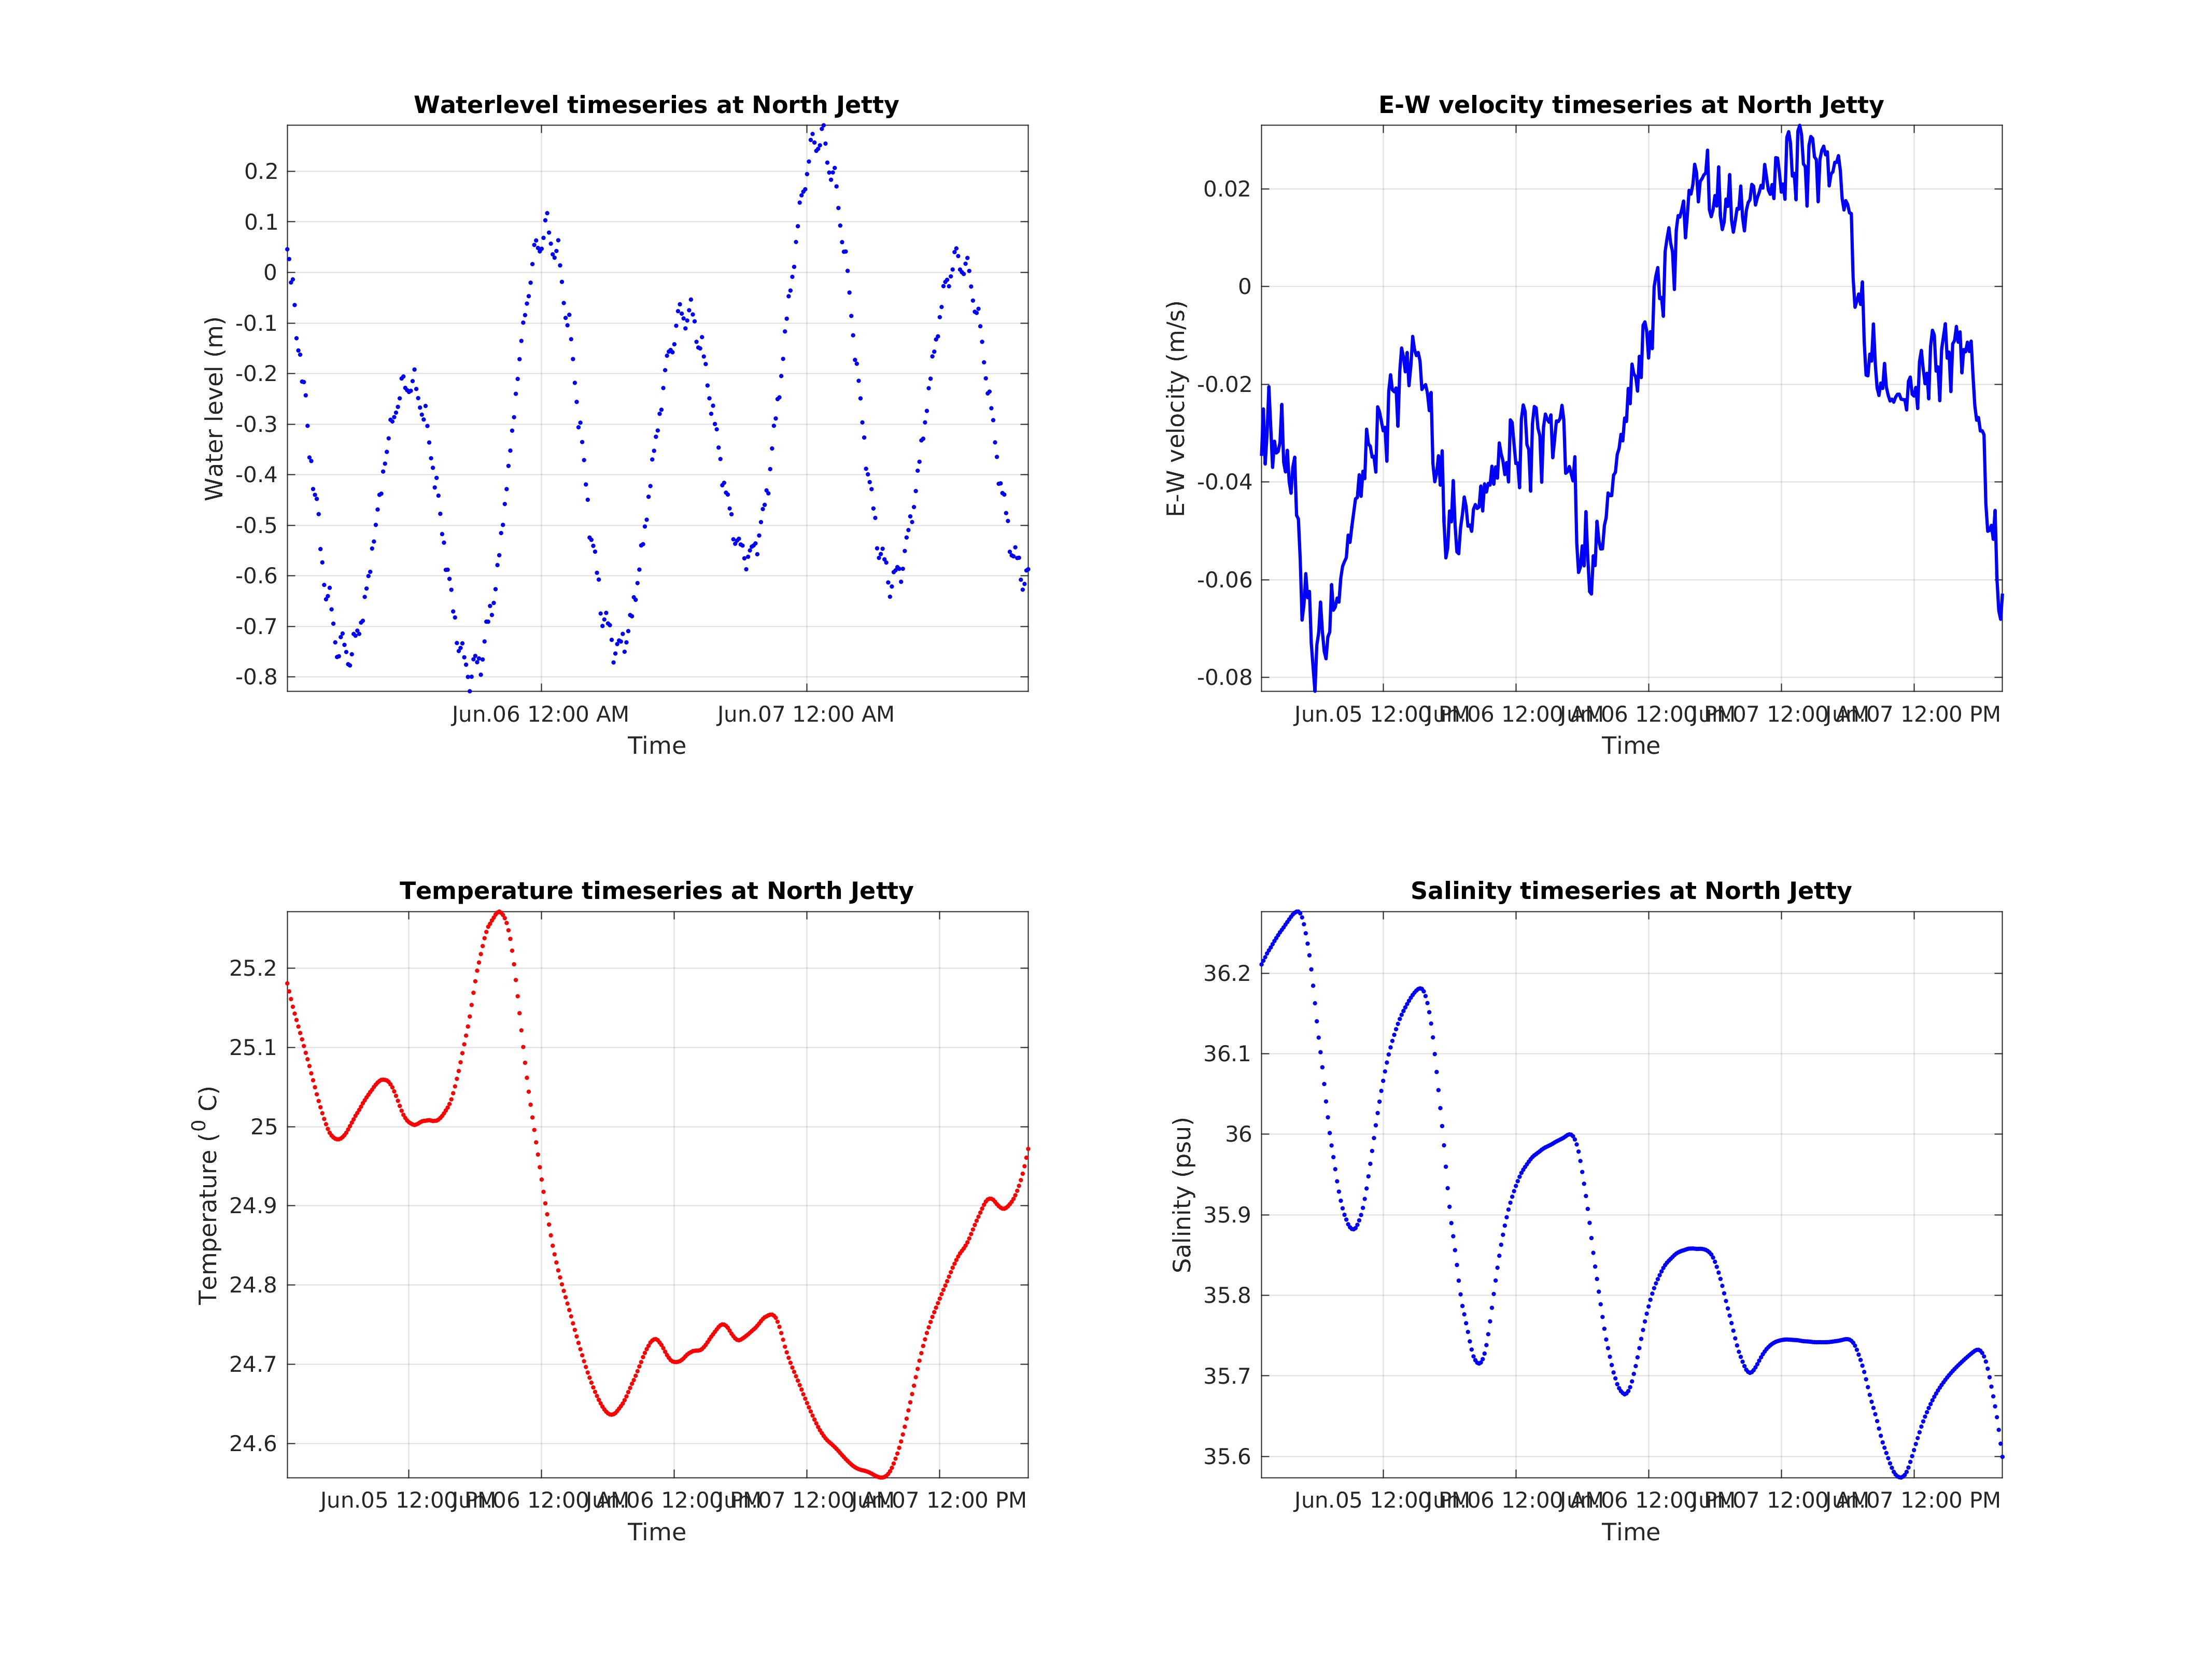 Waterlevel timeseries at North Jetty
0.2
0.1
0
-0.1
-0.2
-0.3
-0.4
-0.5
-0.6
-0.7
-0.8
Water level (m)
Jun.06 12:00 AM Jun.07 12:00 AM
Time
E-W velocity timeseries at North Jetty
0.02
0
-0.02
-0.04
-0.06
-0.08
E-W velocity (m/s)
Jun.05 12:00 PM Jun.06 12:00 AM Jun.06 12:00 PM Jun.07 12:00 AM Jun.07 12:00 PM
Time
Temperature timeseries at North Jetty
25.2
25.1
25
24.9
24.8
24.7
24.6
Temperature (⁰ C)
Jun.05 12:00 PM Jun.06 12:00 AM Jun.06 12:00 PM Jun.07 12:00 AM Jun.07 12:00 PM
Time
Salinity timeseries at North Jetty
36.2
36.1
36
35.9
35.8
35.7
35.6
Salinity (psu)
Jun.05 12:00 PM Jun.06 12:00 AM Jun.06 12:00 PM Jun.07 12:00 AM Jun.07 12:00 PM
Time